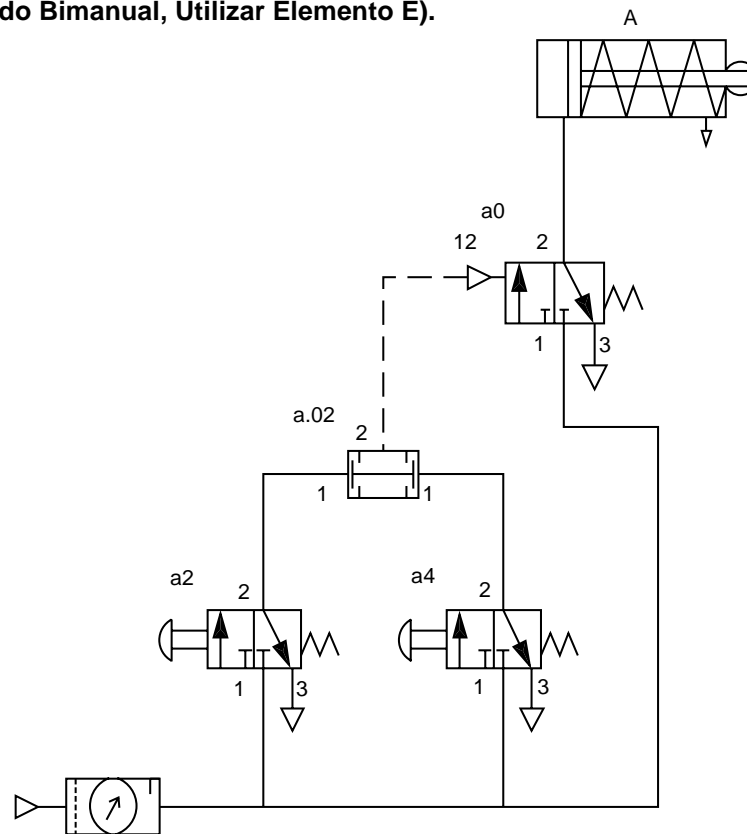 do Bimanual, Utilizar Elemento E).
A
a0
12 2
1 3
a.02
2
1 1
a2 2
a4 2
1 3
1 3